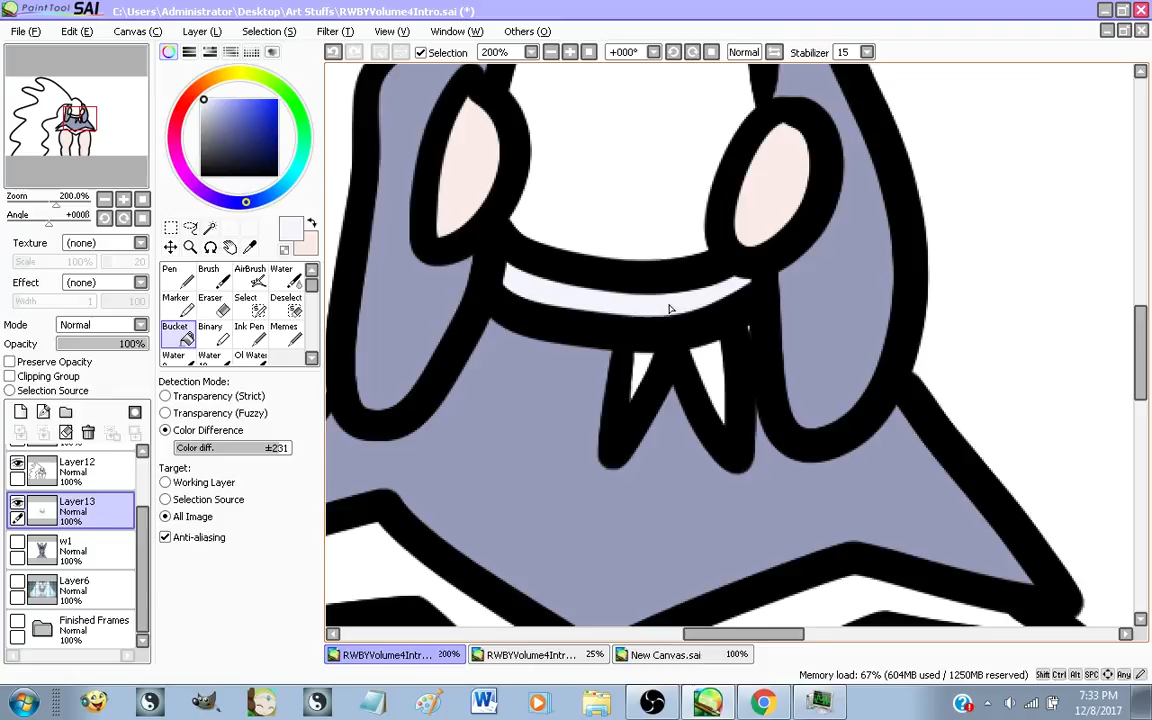 PaintTool SAI C:\Users\Administrator\Desktop\Art Stuffs\RWBYVolume4Intro.sai (*)
File (F) Edit (E) Canvas (C) Layer (L) Selection (S) Filter (T) View (V) Window (W) Others (O)
Selection 200% +000° Normal Stabilizer 15
Zoom 200.0%
Angle +000ß
Texture (none)
Scale 100% 20
Effect (none)
Width 1 100
Mode Normal
Opacity 100%
Preserve Opacity
Clipping Group
Selection Source
Layer12
Normal
100%
Layer13
Normal
100%
w1
Normal
100%
Layer6
Normal
100%
Finished Frames
Normal
100%
Pen Brush AirBrush Water
Marker Eraser Select Deselect
Bucket Binary Ink Pen Memes
Water Water Ol Water
Detection Mode:
Transparency (Strict)
Transparency (Fuzzy)
Color Difference
Color diff. ±231
Target:
Working Layer
Selection Source
All Image
Anti-aliasing
RWBYVolume4Intr... 200% RWBYVolume4Intr... 25% New Canvas.sai 100%
Memory load: 67% (604MB used / 1250MB reserved) Shift Ctrl Alt SPC Any
7:33 PM
12/8/2017